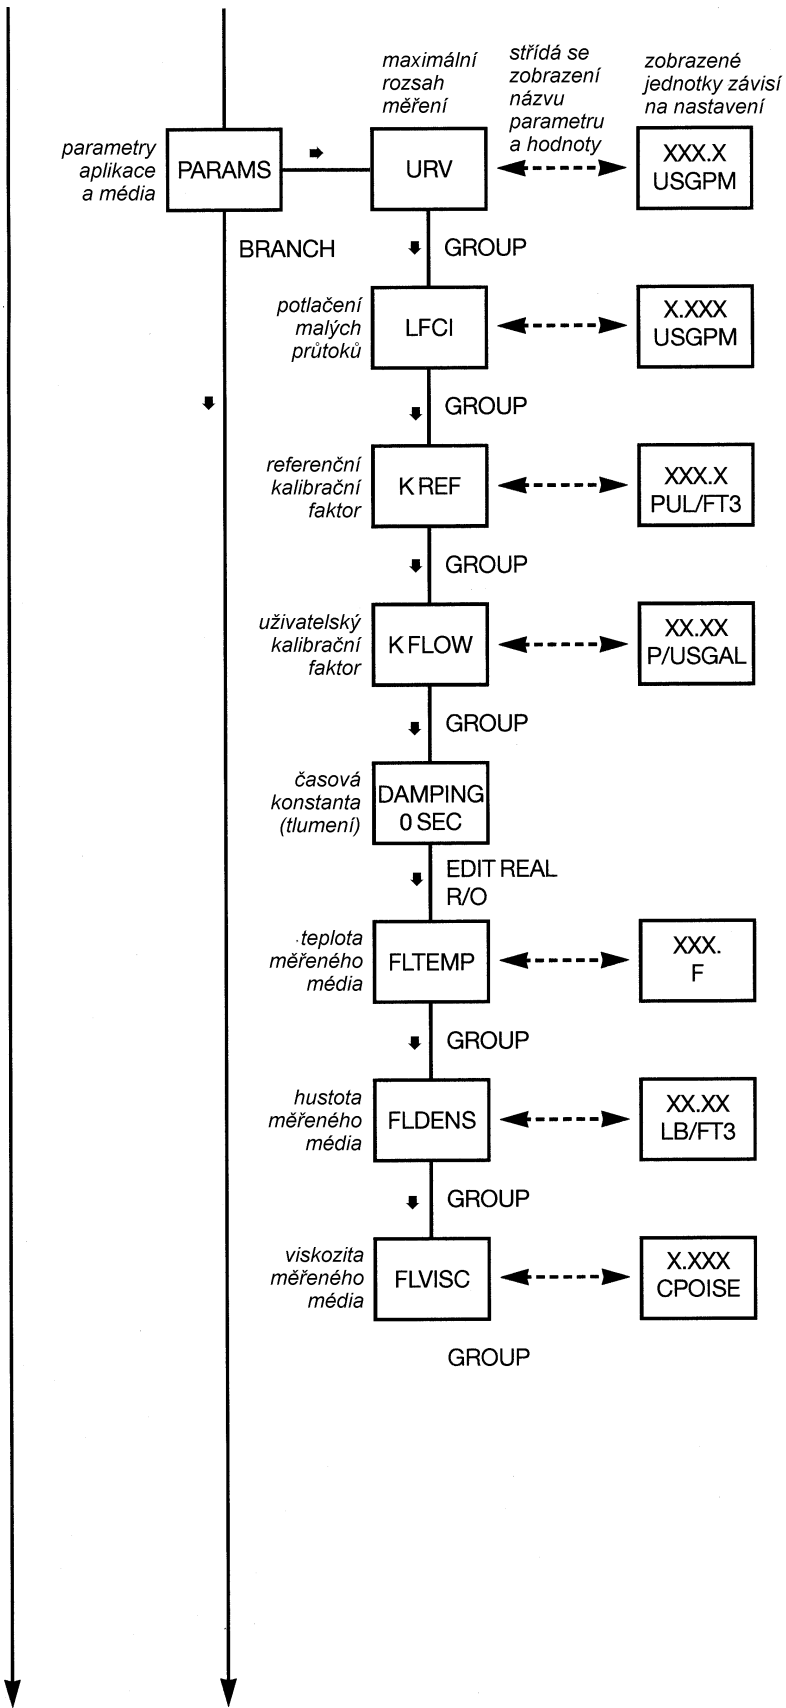 maximální
rozsah
měření
střídá se
zobrazení
názvu
parametru
a hodnoty
zobrazené
jednotky závisí
na nastavení
parametry
aplikace
a média
PARAMS
URV
XXX.X
USGPM
BRANCH
GROUP
potlačení
malých
průtoků
LFCI
X.XXX
USGPM
GROUP
referenční
kalibrační
faktor
K REF
XXX.X
PUL/FT3
GROUP
uživatelský
kalibrační
faktor
K FLOW
XX.XX
P/USGAL
GROUP
časová
konstanta
(tlumení)
DAMPING
0 SEC
EDIT REAL
R/O
teplota
měřeného
média
FLTEMP
XXX.
F
GROUP
hustota
měřeného
média
FLDENS
XX.XX
LB/FT3
GROUP
viskozita
měřeného
média
FLVISC
X.XXX
CPOISE
GROUP